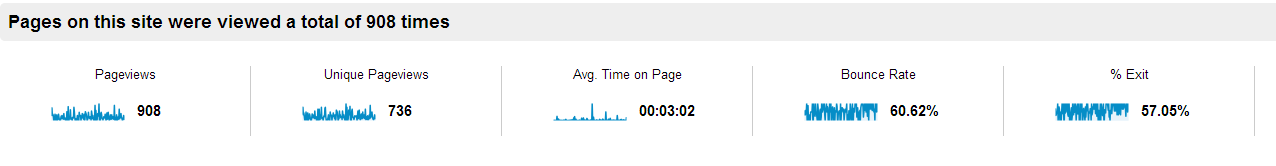 Pages on this site were viewed a total of 908 times
Pageviews
908
Unique Pageviews
736
Avg. Time on Page
00:03:02
Bounce Rate
60.62%
% Exit
57.05%